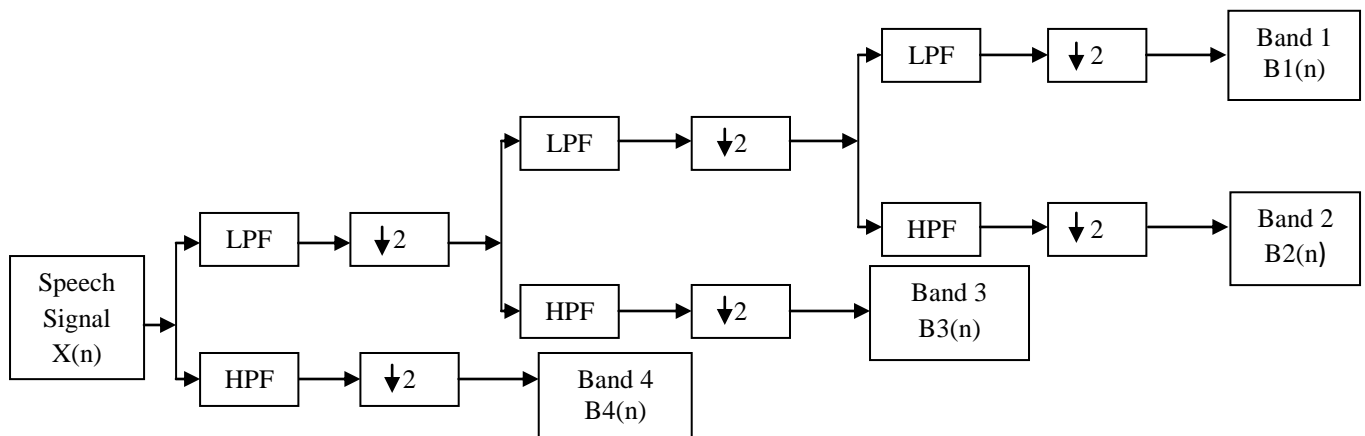 LPF
↓2
Band 1
B1(n)
LPF
↓2
HPF
↓2
Band 2
B2(n)
LPF
↓2
Speech
Signal
X(n)
HPF
↓2
Band 3
B3(n)
HPF
↓2
Band 4
B4(n)